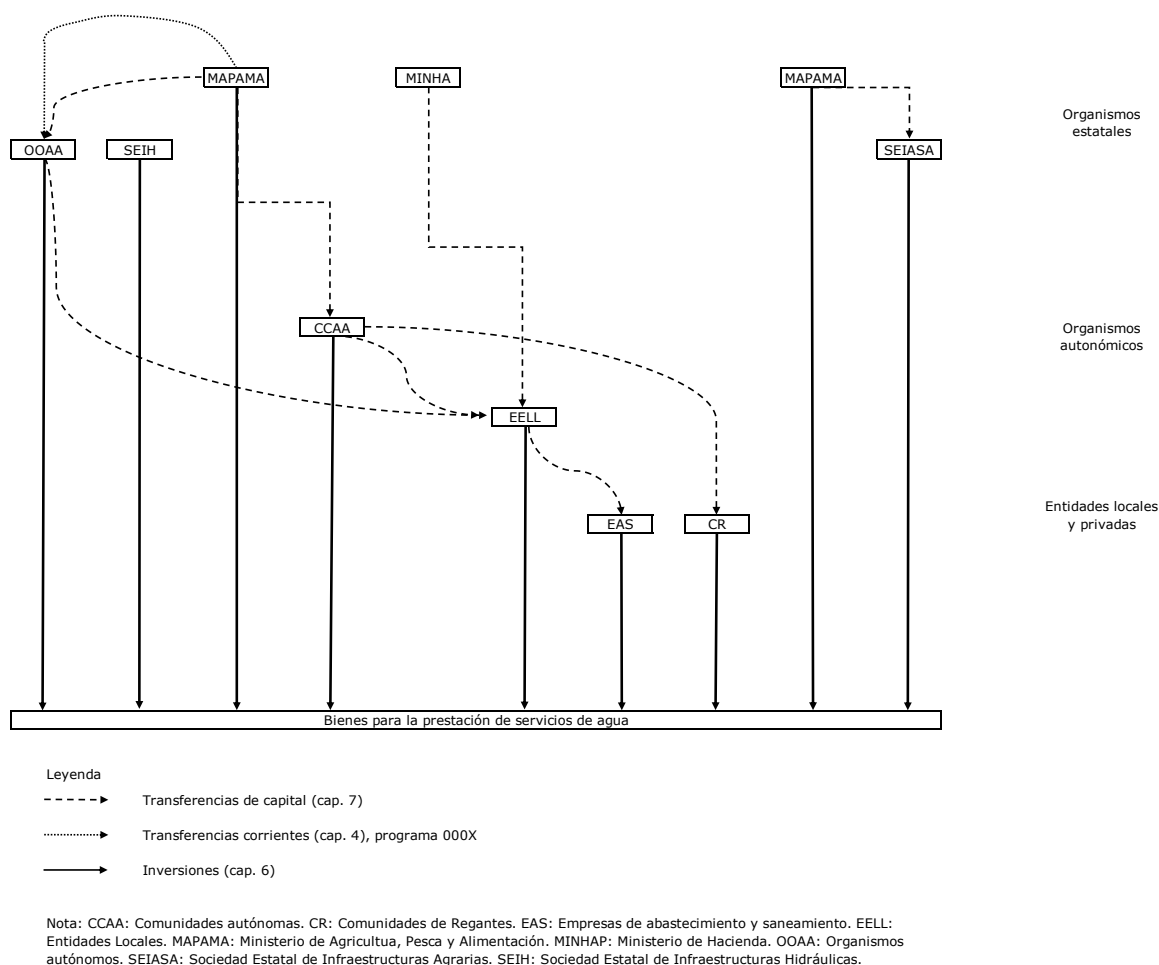 MAPAMA
MINHA
MAPAMA
Organismos
estatales
OOAA
SEIH
SEIASA
CCAA
Organismos
autonómicos
EELL
Entidades locales
y privadas
EAS
CR
Bienes para la prestación de servicios de agua
Leyenda
Transferencias de capital (cap. 7)
Transferencias corrientes (cap. 4), programa 000X
Inversiones (cap. 6)
Nota: CCAA: Comunidades autónomas. CR: Comunidades de Regantes. EAS: Empresas de abastecimiento y saneamiento. EELL:
Entidades Locales. MAPAMA: Ministerio de Agricultua, Pesca y Alimentación. MINHAP: Ministerio de Hacienda. OOAA: Organismos
autónomos. SEIASA: Sociedad Estatal de Infraestructuras Agrarias. SEIH: Sociedad Estatal de Infraestructuras Hidráulicas.